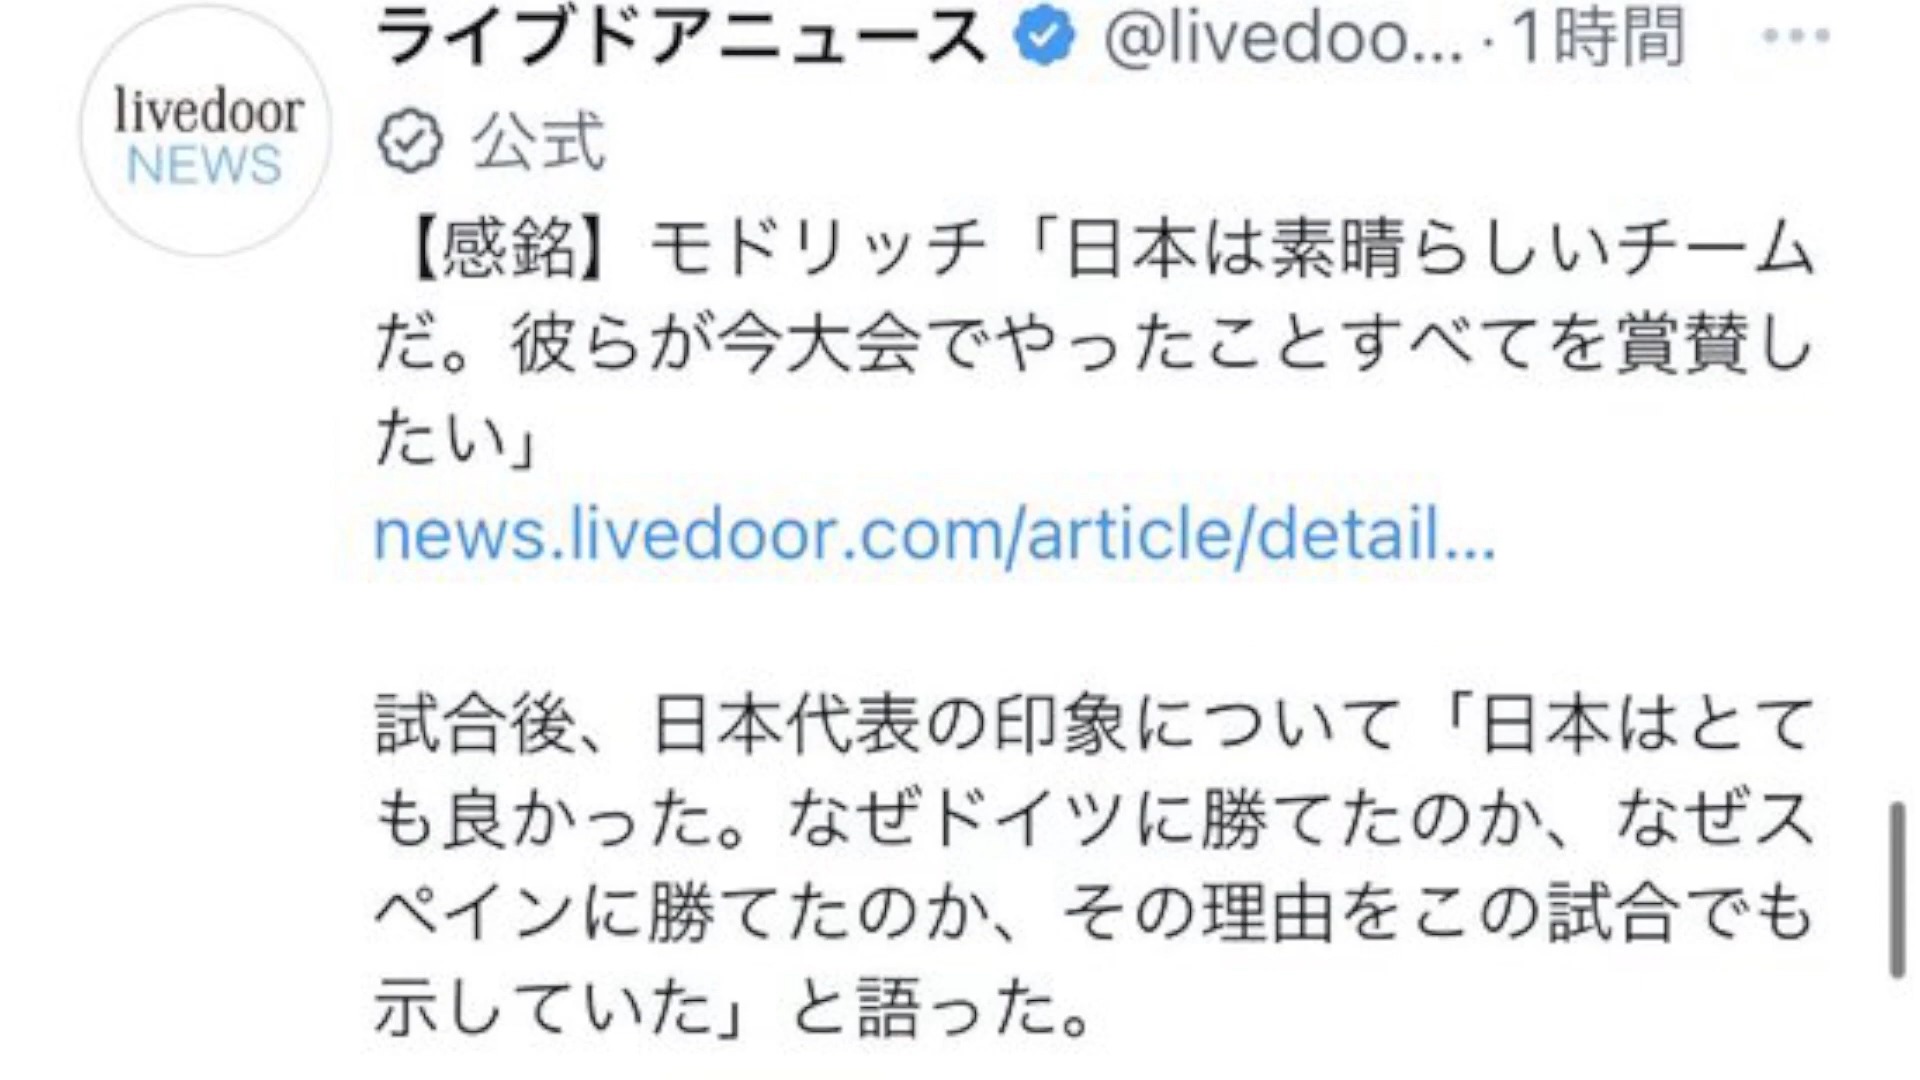 ライブドアニュース @livedoo... · 1時間
livedoor
NEWS
公式
【感銘】モドリッチ「日本は素晴らしいチーム
だ。彼らが今大会でやったことすべてを賞賛し
たい」
news.livedoor.com/article/detail...
試合後、日本代表の印象について「日本はとて
も良かった。なぜドイツに勝てたのか、なぜス
ペインに勝てたのか、その理由をこの試合でも
示していた」と語った。